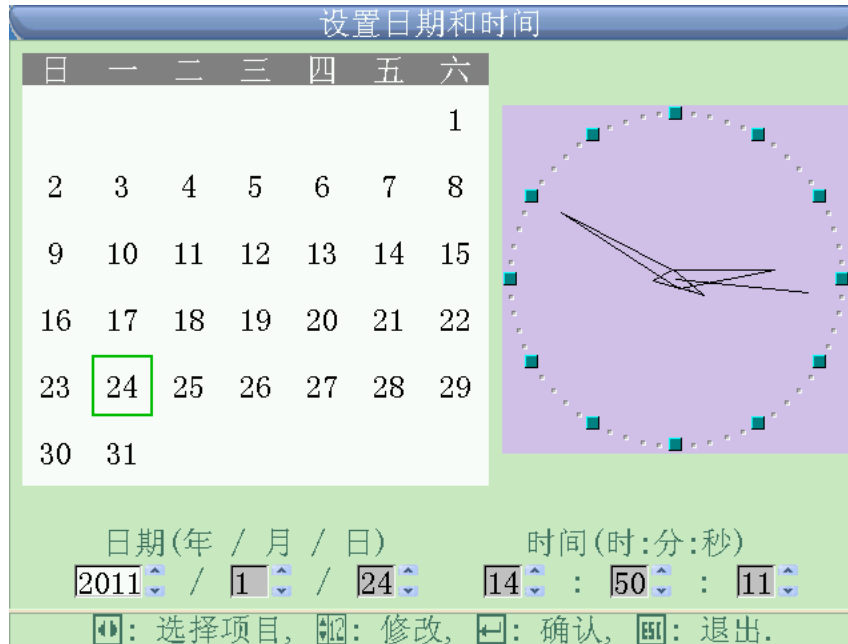 设置日期和时间
日 一 二 三 四 五 六
1
2 3 4 5 6 7 8
9 10 11 12 13 14 15
16 17 18 19 20 21 22
23 24 25 26 27 28 29
30 31
日期(年 / 月 / 日) 时间(时:分:秒)
2011 / 1 / 24 14 : 50 : 11
: 选择项目, 12: 修改, : 确认, ESC: 退出